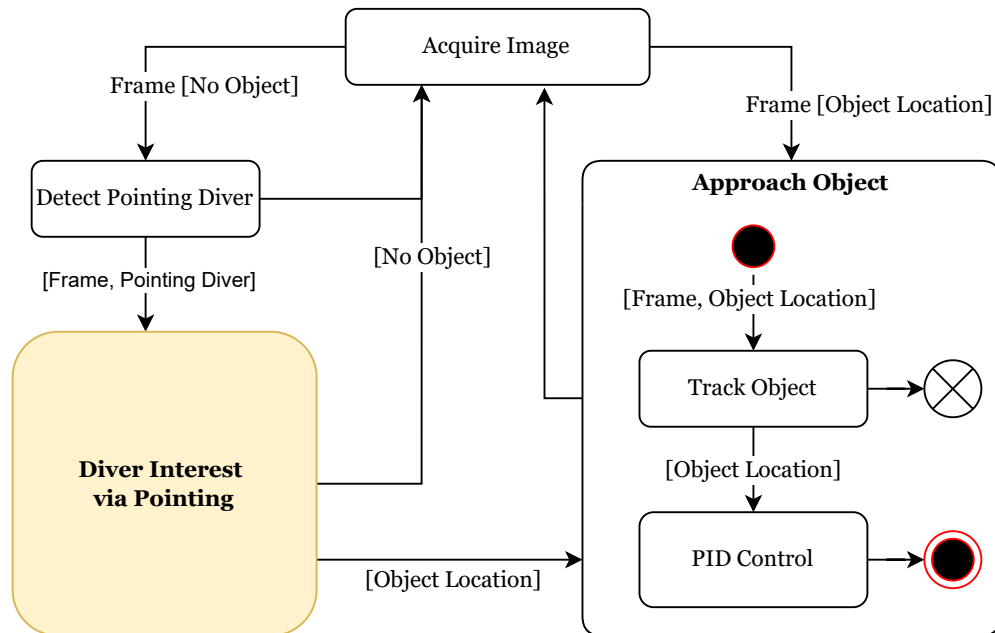 Acquire Image
Frame [No Object]
Frame [Object Location]
Detect Pointing Diver
Approach Object
[No Object]
[Frame, Pointing Diver]
[Frame, Object Location]
Track Object
Diver Interest
via Pointing
[Object Location]
PID Control
[Object Location]